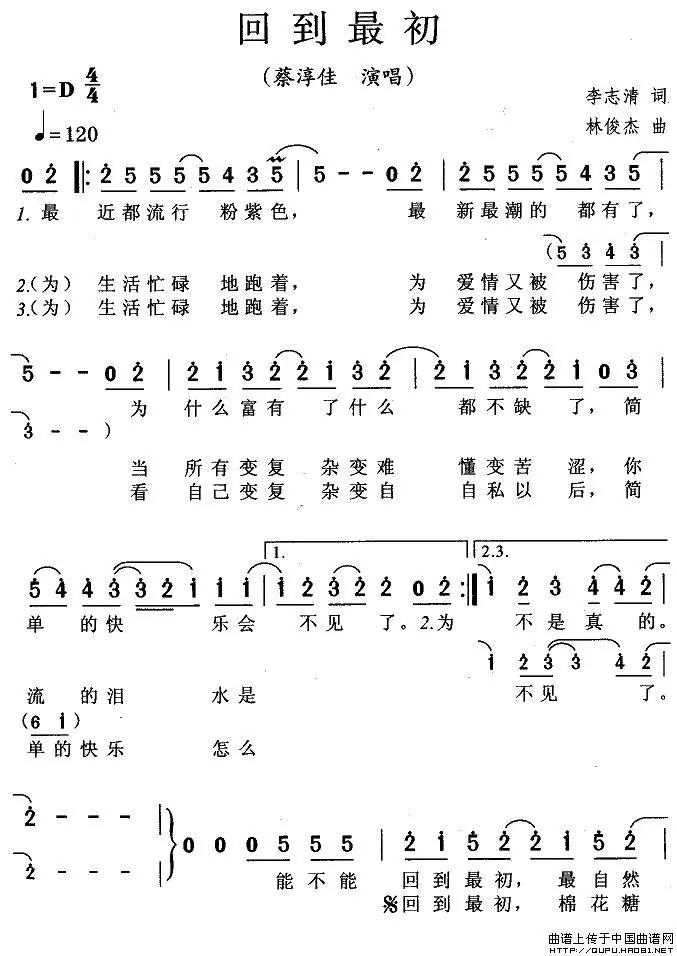 回到最初
(蔡淳佳 演唱)
1=D 4/4
♩=120
李志清 词
林俊杰 曲
0 2 |: 2 5 5 5 5 4 3 5 | 5 - - 0 2 | 2 5 5 5 5 4 3 5 |
1. 最 近都流行 粉紫色, 最 新最潮的 都有了,
(5 3 4 3
2.(为) 生活忙碌 地跑着, 为 爱情又被 伤害了,
3.(为) 生活忙碌 地跑着, 为 爱情又被 伤害了,
5 - - 0 2 | 2 1 3 2 2 1 3 2 | 2 1 3 2 2 1 0 3 |
为 什么富有 了什么 都不缺 了, 简
3 - - )
当 所有变复 杂变难 懂变苦 涩, 你
看 自己变复 杂变自 自私以 后, 简
1. 2.3.
5 4 4 3 3 2 1 1 1 | 1 2 3 2 2 0 2 :| 1 2 3 4 4 2 |
单 的快 乐会 不见 了。2.为 不是真的。
1 2 3 3 4 2 |
流 的泪 水是 不见 了。
(6 1)
单的快乐 怎么
2 - - - | 0 0 0 5 5 5 | 2 1 5 2 2 1 5 2 |
2 - - - |
能不能 回到最初, 最自然
𝄋回到最初, 棉花糖
曲谱上传于中国曲谱网
http://QUPU.HAO81.NET